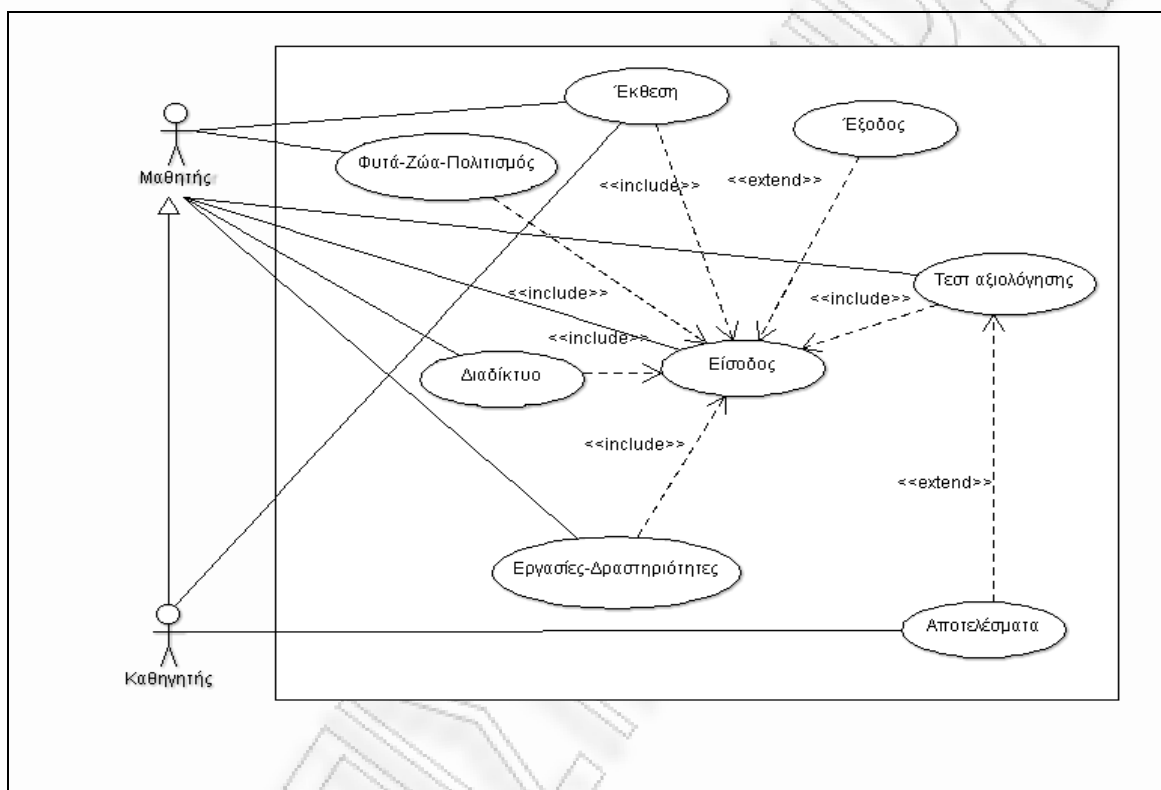 Έκθεση
Έξοδος
Μαθητής
Φυτά-Ζώα-Πολιτισμός
<<include>>
<<extend>>
Τεστ αξιολόγησης
<<include>>
<<include>>
<<include>>
Είσοδος
Διαδίκτυο
<<include>>
<<extend>>
Εργασίες-Δραστηριότητες
Αποτελέσματα
Καθηγητής